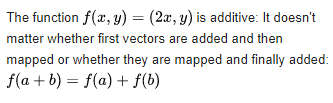 The function f(x, y) = (2x, y) is additive: It doesn't
matter whether first vectors are added and then
mapped or whether they are mapped and finally added:
f(a + b) = f(a) + f(b)